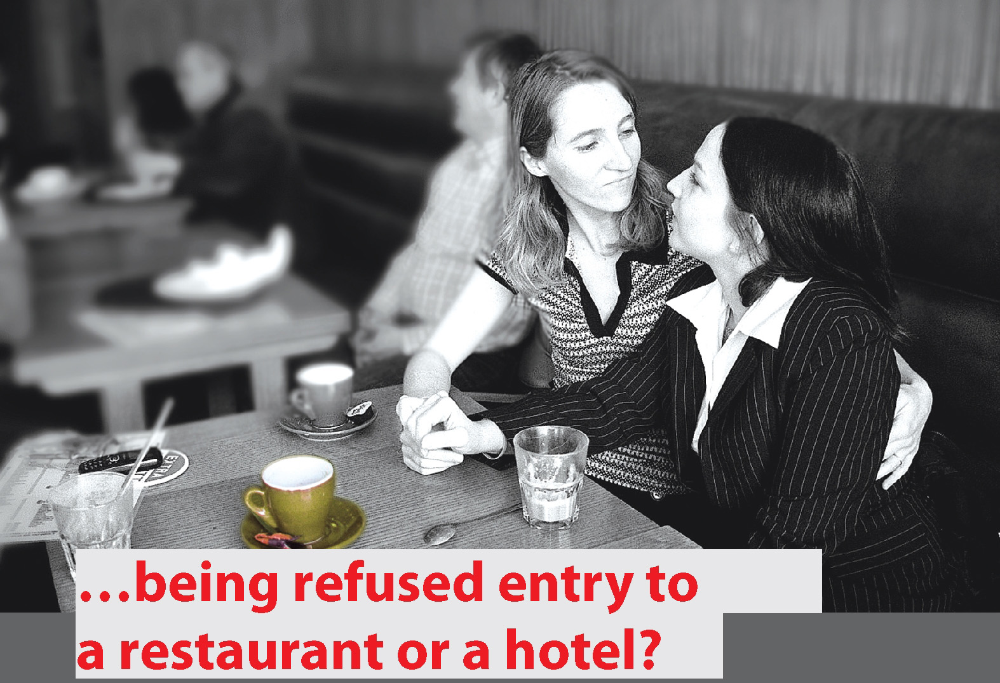 …being refused entry to
a restaurant or a hotel?